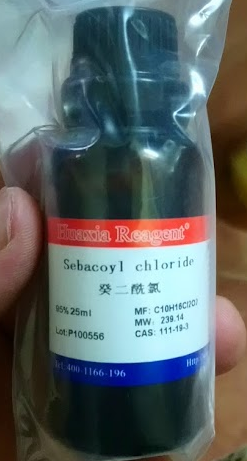 Huaxia Reagent®
Sebacoyl chloride
癸二酰氯
95% 25ml
MF: C10H16Cl2O2
MW: 239.14
Lot:P100556
CAS: 111-19-3
Tel:400-1166-196